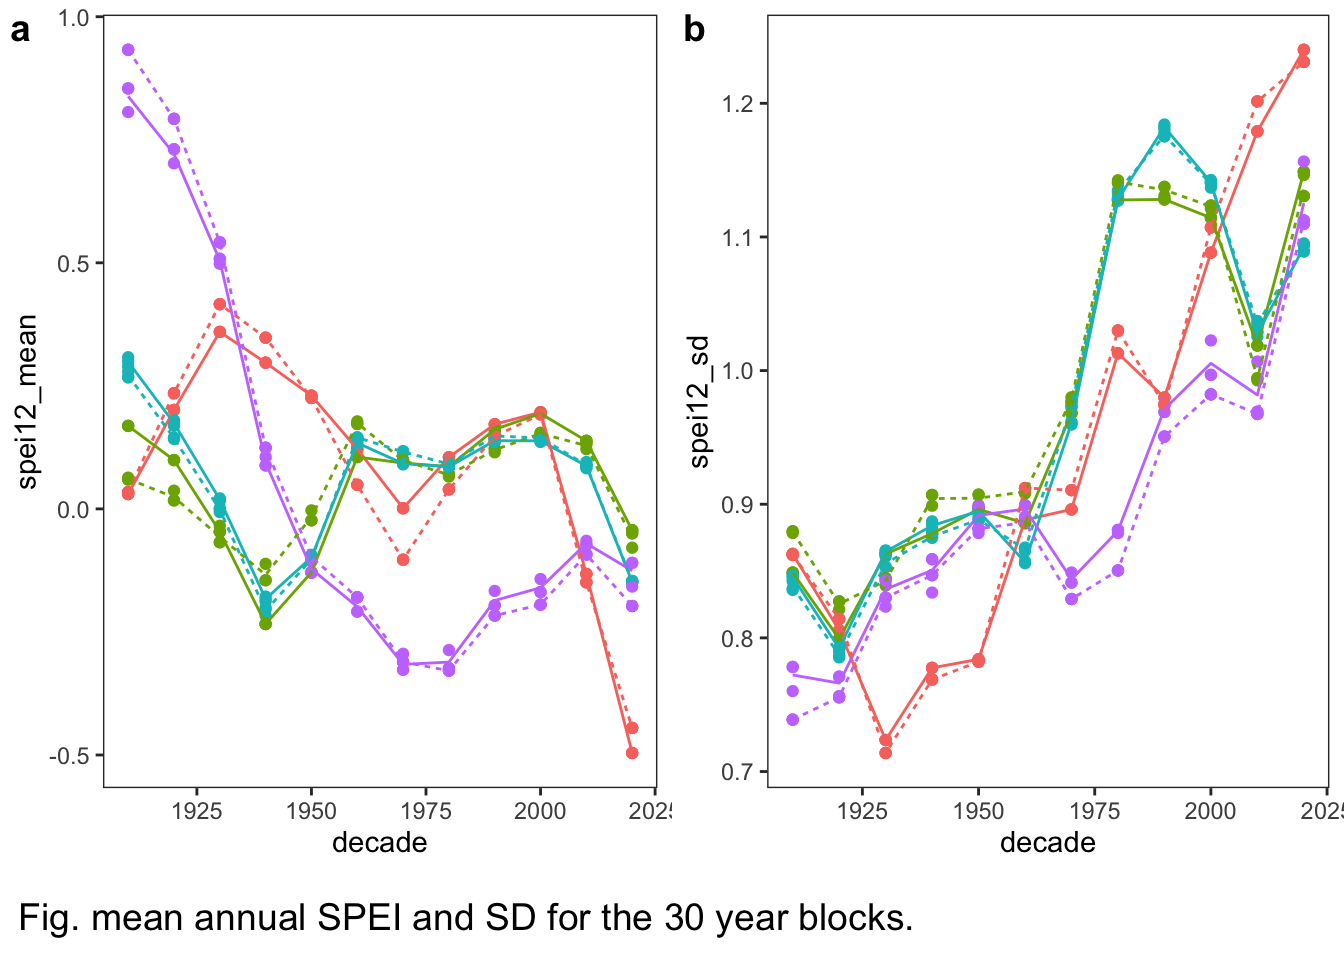 a
b
1.0
0.5
0.0
-0.5
spei12_mean
1925 1950 1975 2000 2025
decade
1.2
1.1
1.0
0.9
0.8
0.7
spei12_sd
1925 1950 1975 2000 2025
decade
Fig. mean annual SPEI and SD for the 30 year blocks.